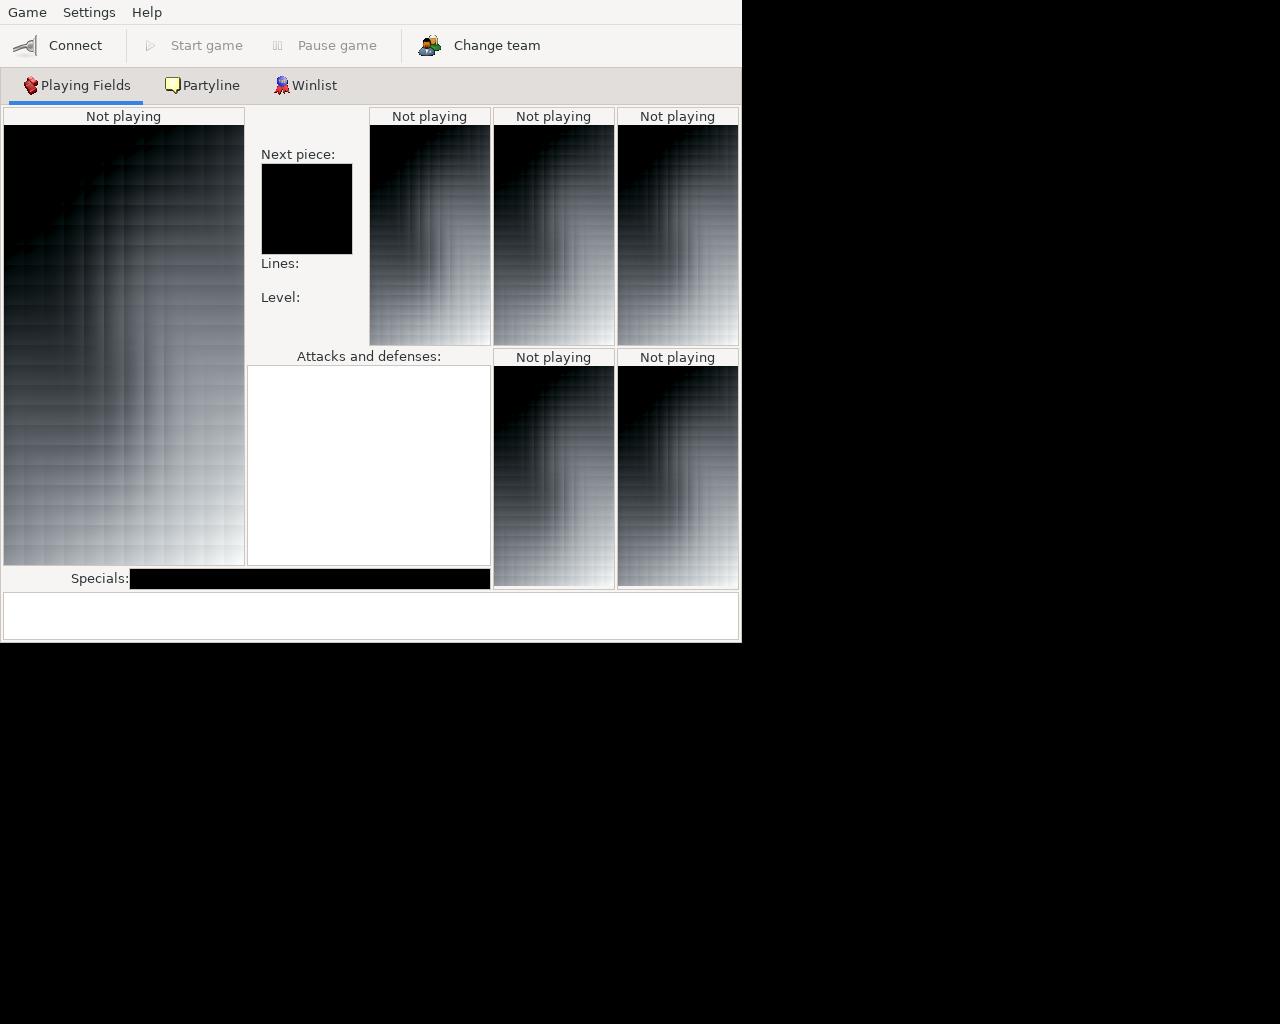 Game Settings Help
Connect Start game Pause game Change team
Playing Fields Partyline Winlist
Not playing Not playing Not playing Not playing
Next piece:
Lines:
Level:
Attacks and defenses: Not playing Not playing
Specials: